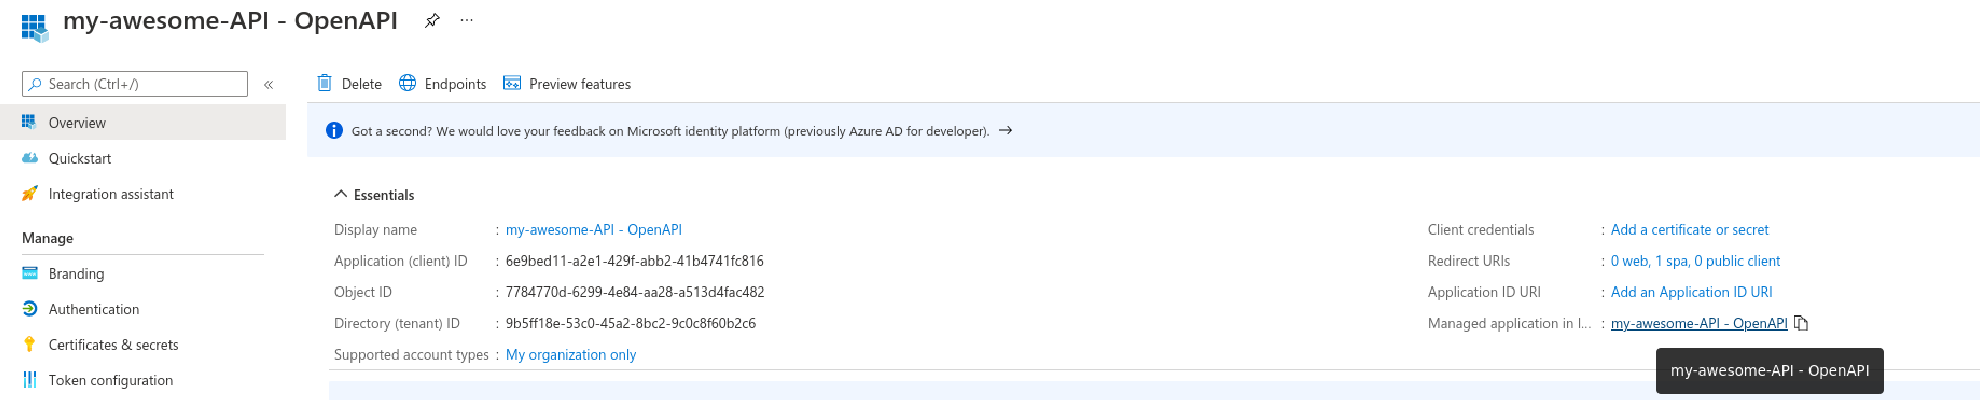 my-awesome-API - OpenAPI ...
Search (Ctrl+/) «
Overview
Quickstart
Integration assistant
Manage
Branding
Authentication
Certificates & secrets
Token configuration
Delete Endpoints Preview features
Got a second? We would love your feedback on Microsoft identity platform (previously Azure AD for developer). →
Essentials
Display name : my-awesome-API - OpenAPI
Application (client) ID : 6e9bed11-a2e1-429f-abb2-41b4741fc816
Object ID : 7784770d-6299-4e84-aa28-a513d4fac482
Directory (tenant) ID : 9b5ff18e-53c0-45a2-8bc2-9c0c8f60b2c6
Supported account types : My organization only
Client credentials : Add a certificate or secret
Redirect URIs : 0 web, 1 spa, 0 public client
Application ID URI : Add an Application ID URI
Managed application in l... : my-awesome-API - OpenAPI
my-awesome-API - OpenAPI